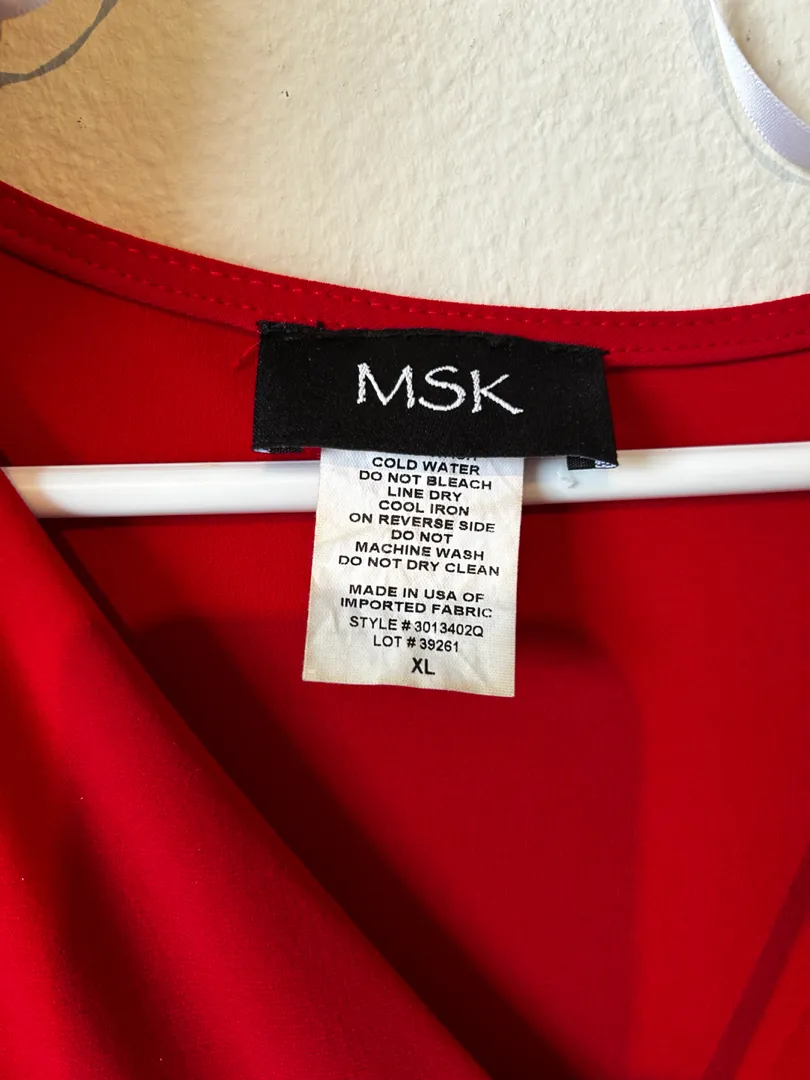 MSK
COLD WATER
DO NOT BLEACH
LINE DRY
COOL IRON
ON REVERSE SIDE
DO NOT
MACHINE WASH
DO NOT DRY CLEAN
MADE IN USA OF
IMPORTED FABRIC
STYLE # 3013402Q
LOT # 39261
XL